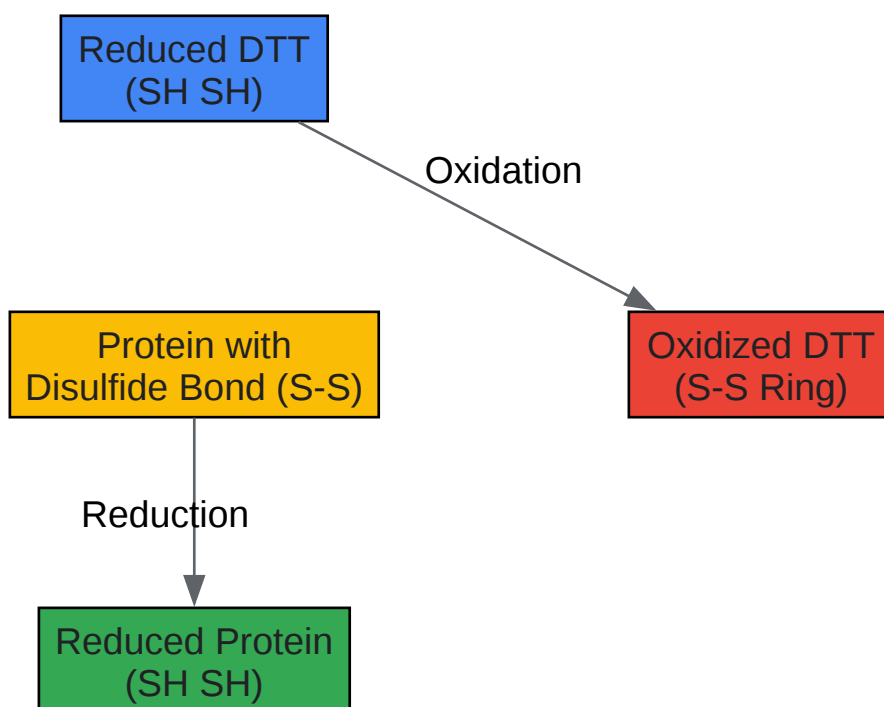 Reduced DTT
(SH SH)
Oxidation
Protein with
Disulfide Bond (S-S)
Oxidized DTT
(S-S Ring)
Reduction
Reduced Protein
(SH SH)